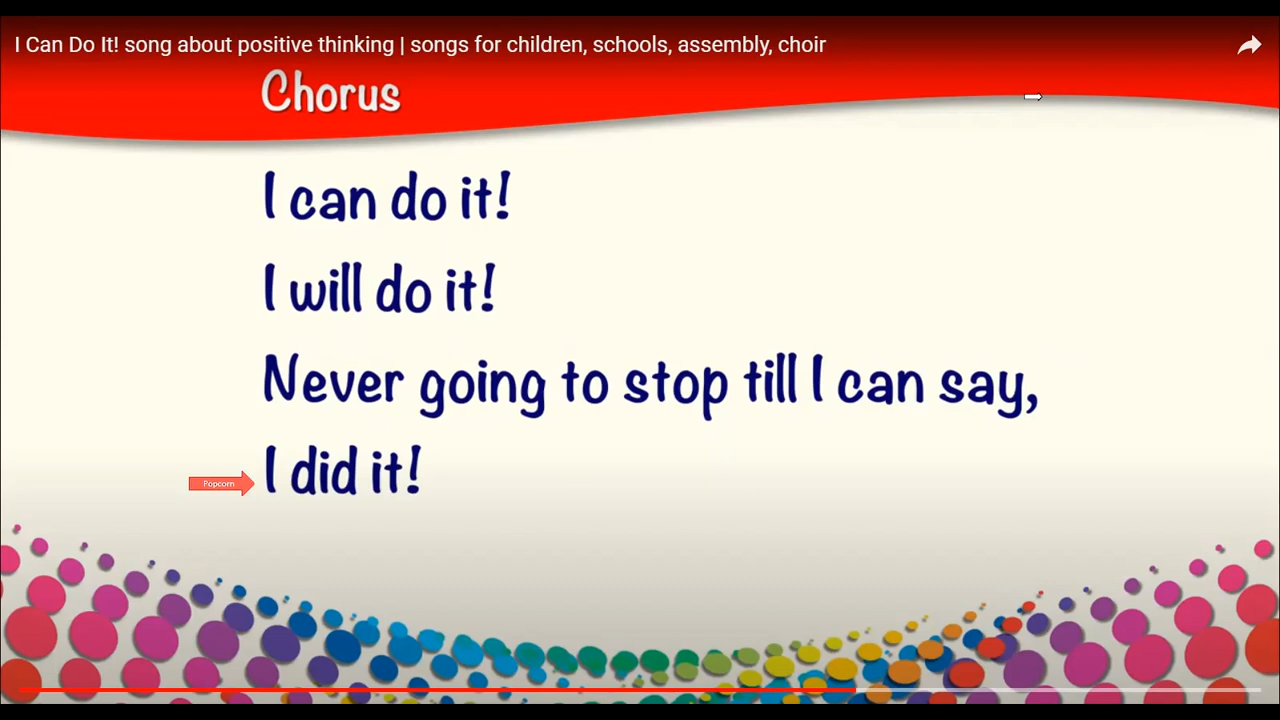 I Can Do It! song about positive thinking | songs for children, schools, assembly, choir
Chorus
I can do it!
I will do it!
Never going to stop till I can say,
Popcorn
I did it!